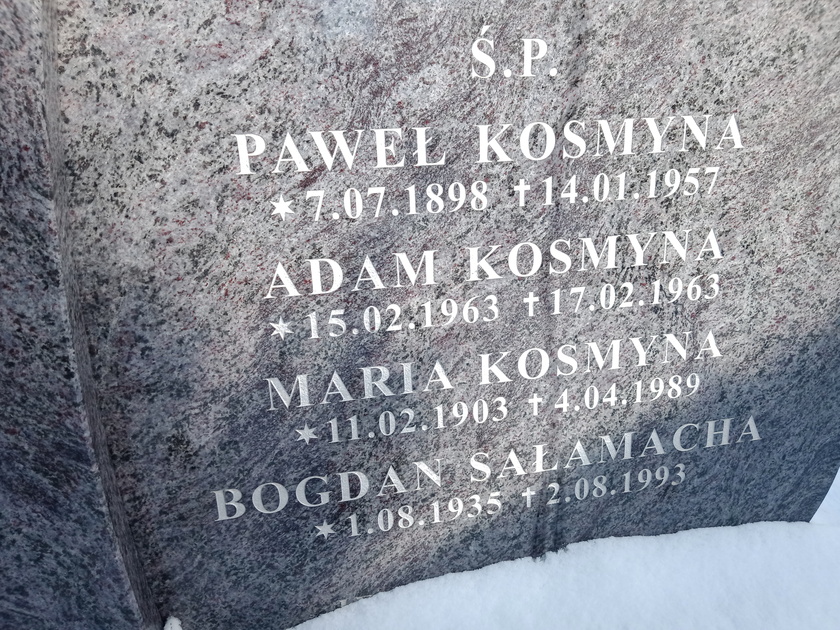 Ś.P.
PAWEŁ KOSMYNA
✶7.07.1898 ✝14.01.1957
ADAM KOSMYNA
✶15.02.1963 ✝17.02.1963
MARIA KOSMYNA
✶11.02.1903 ✝4.04.1989
BOGDAN SAŁAMACHA
✶1.08.1935 ✝2.08.1993